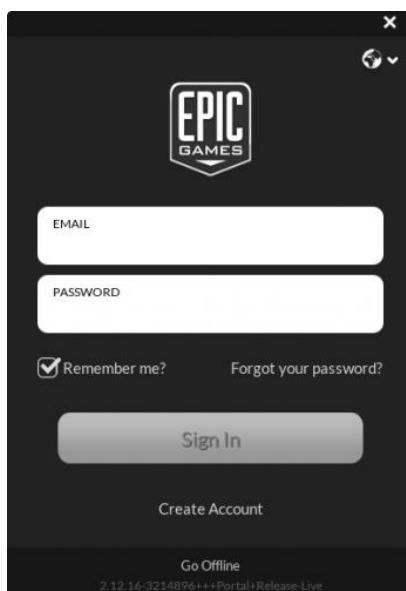 EPIC
GAMES
EMAIL
PASSWORD
Remember me? Forgot your password?
Sign In
Create Account
Go Offline
2.12.16-3214896+++Portal+Release-Live